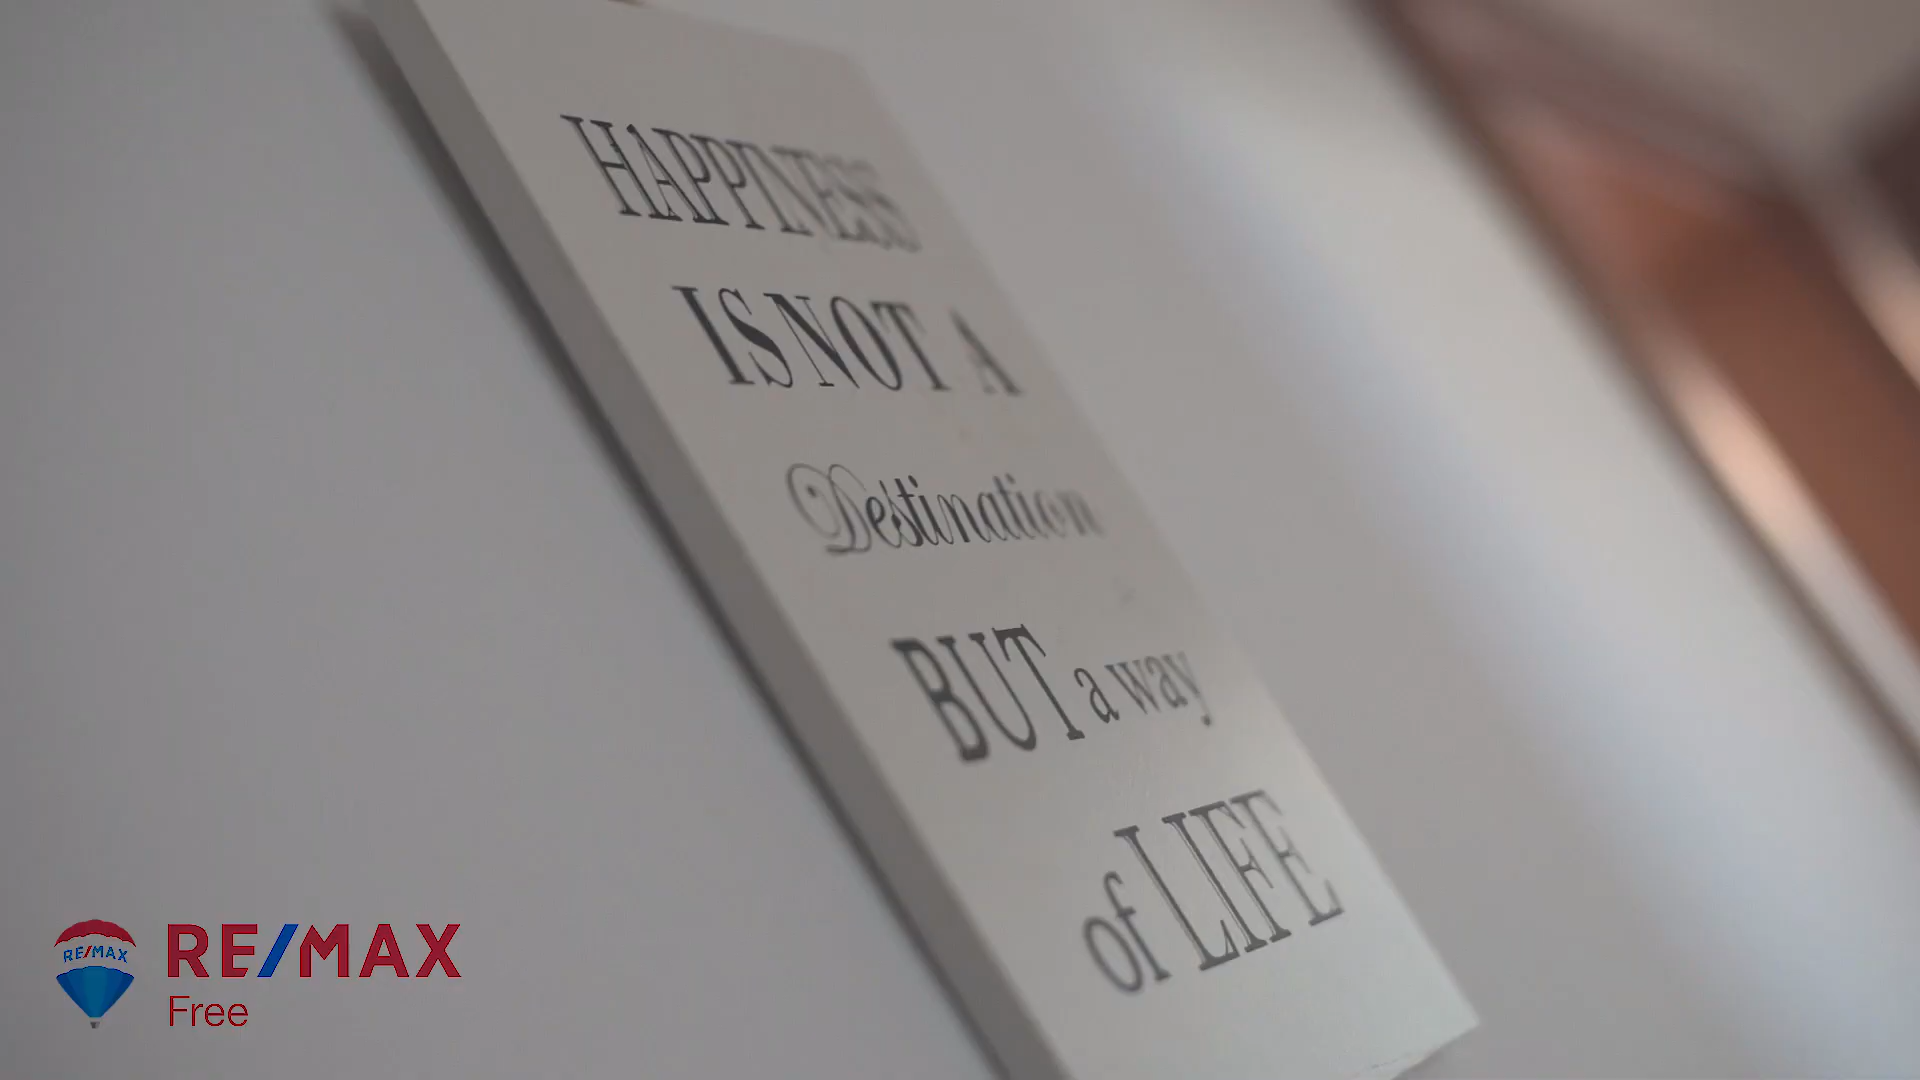 HAPPINESS
IS NOT A
Destination
BUT a way
of LIFE
RE/MAX
RE/MAX
Free